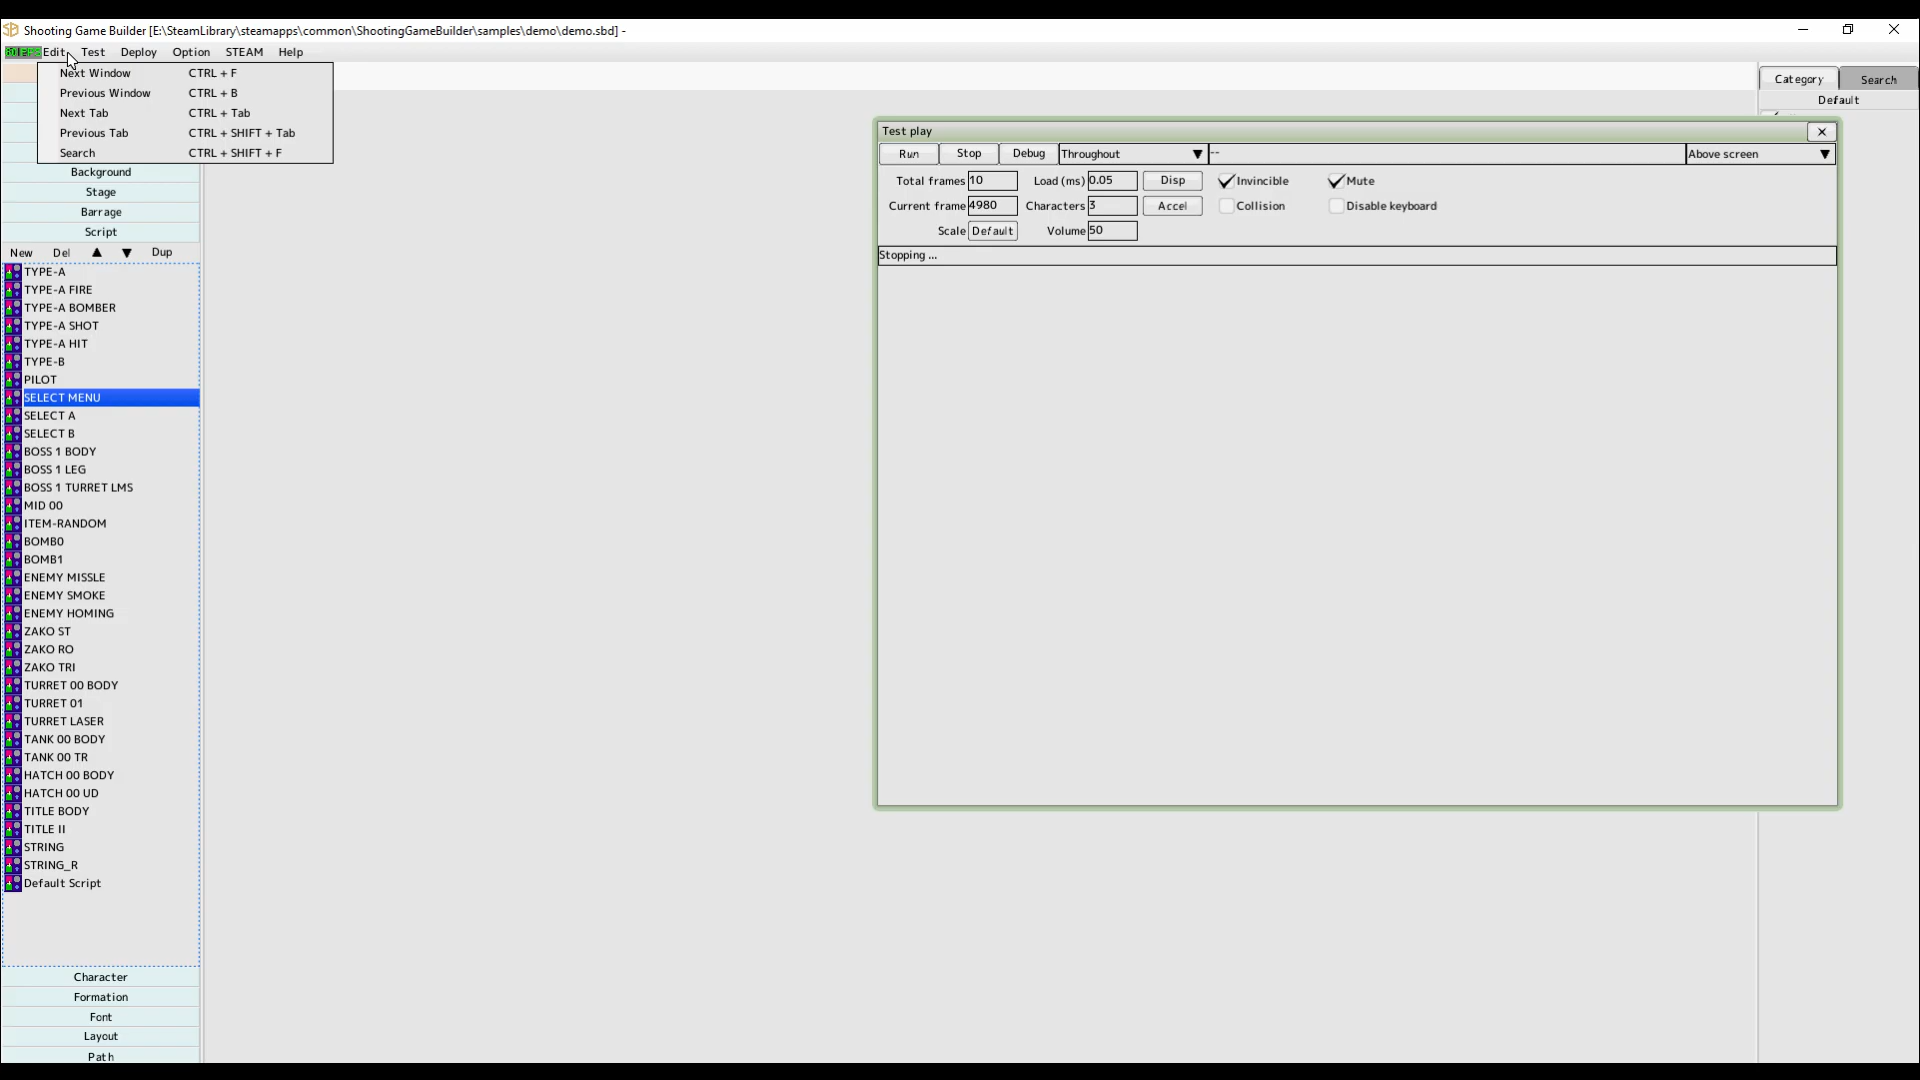 Shooting Game Builder [E:\SteamLibrary\steamapps\common\ShootingGameBuilder\samples\demo\demo.sbd] -
Edit Test Deploy Option STEAM Help
Next Window CTRL + F
Previous Window CTRL + B
Next Tab CTRL + Tab
Previous Tab CTRL + SHIFT + Tab
Search CTRL + SHIFT + F
Background
Stage
Barrage
Script
New Del ▲ ▼ Dup
TYPE-A
TYPE-A FIRE
TYPE-A BOMBER
TYPE-A SHOT
TYPE-A HIT
TYPE-B
PILOT
SELECT MENU
SELECT A
SELECT B
BOSS 1 BODY
BOSS 1 LEG
BOSS 1 TURRET LMS
MID 00
ITEM-RANDOM
BOMB0
BOMB1
ENEMY MISSLE
ENEMY SMOKE
ENEMY HOMING
ZAKO ST
ZAKO RO
ZAKO TRI
TURRET 00 BODY
TURRET 01
TURRET LASER
TANK 00 BODY
TANK 00 TR
HATCH 00 BODY
HATCH 00 UD
TITLE BODY
TITLE II
STRING
STRING_R
Default Script
Character
Formation
Font
Layout
Path
Test play
Run Stop Debug Throughout ▼ -- Above screen ▼
Total frames 10 Load (ms) 0.05 Disp Invincible Mute
Current frame 4980 Characters 3 Accel Collision Disable keyboard
Scale Default Volume 50
Stopping ...
Category Search
Default